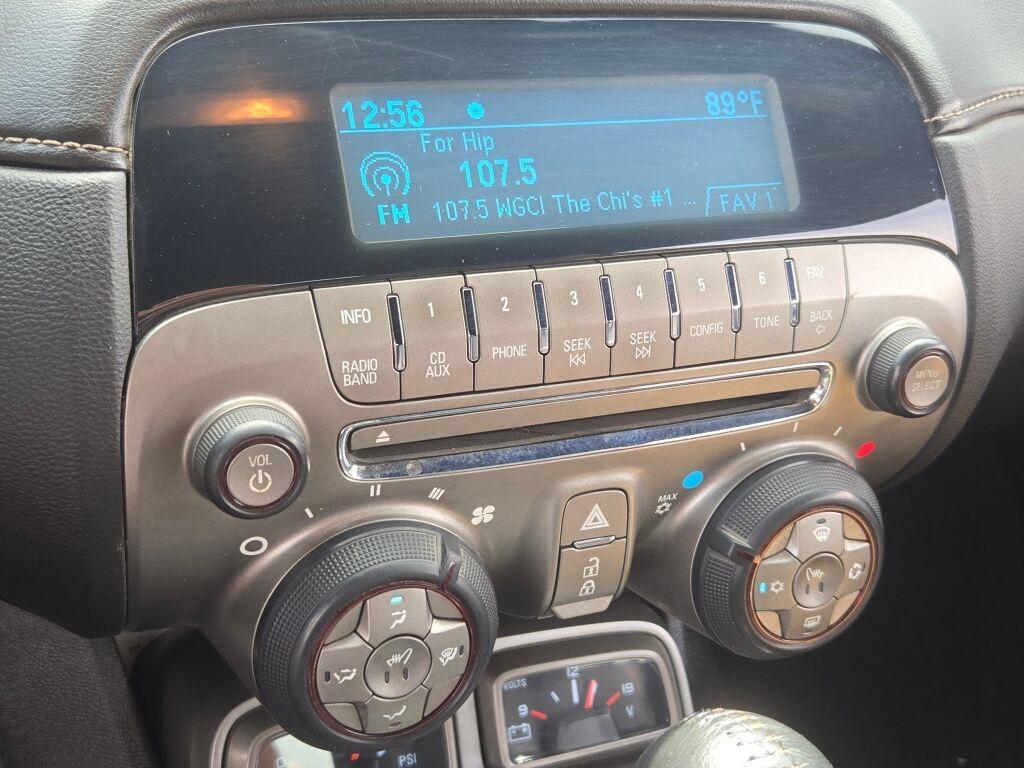 12:56 89°F
For Hip
107.5
FM 107.5 WGCI The Chi's #1 ... FAV 1
INFO 1 2 3 4 5 6 FAV
RADIO BAND CD AUX PHONE SEEK SEEK CONFIG TONE BACK
MENU SELECT
VOL
MAX
VOLTS
9 12 19
V
PSI